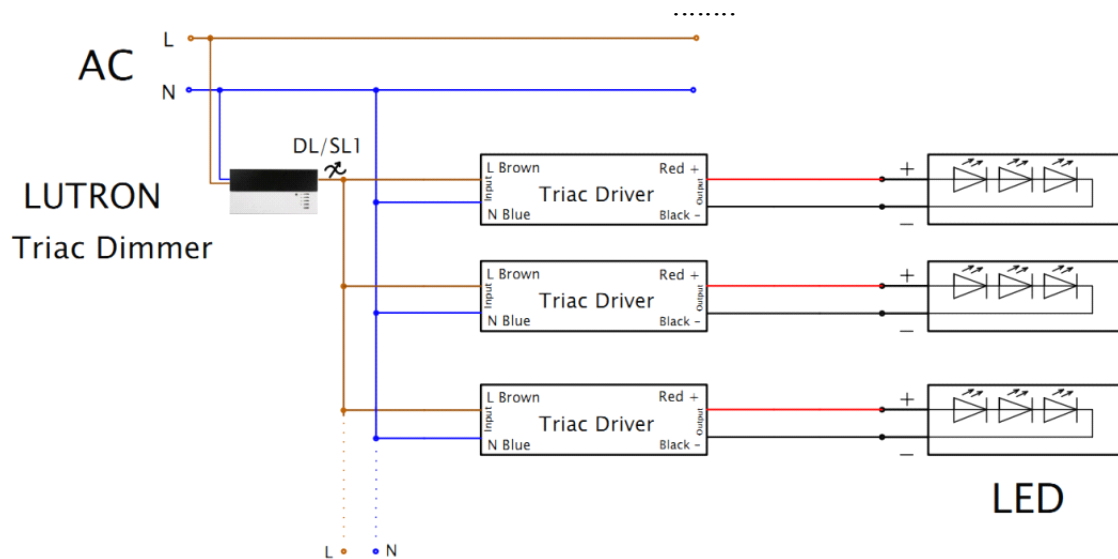 L
AC
N
DL/SL1
LUTRON
Triac Dimmer
L Brown
Red +
Input
Triac Driver
Output
N Blue
Black -
+
−
L Brown
Red +
Input
Triac Driver
Output
N Blue
Black -
+
−
L Brown
Red +
Input
Triac Driver
Output
N Blue
Black -
+
−
LED
L
N